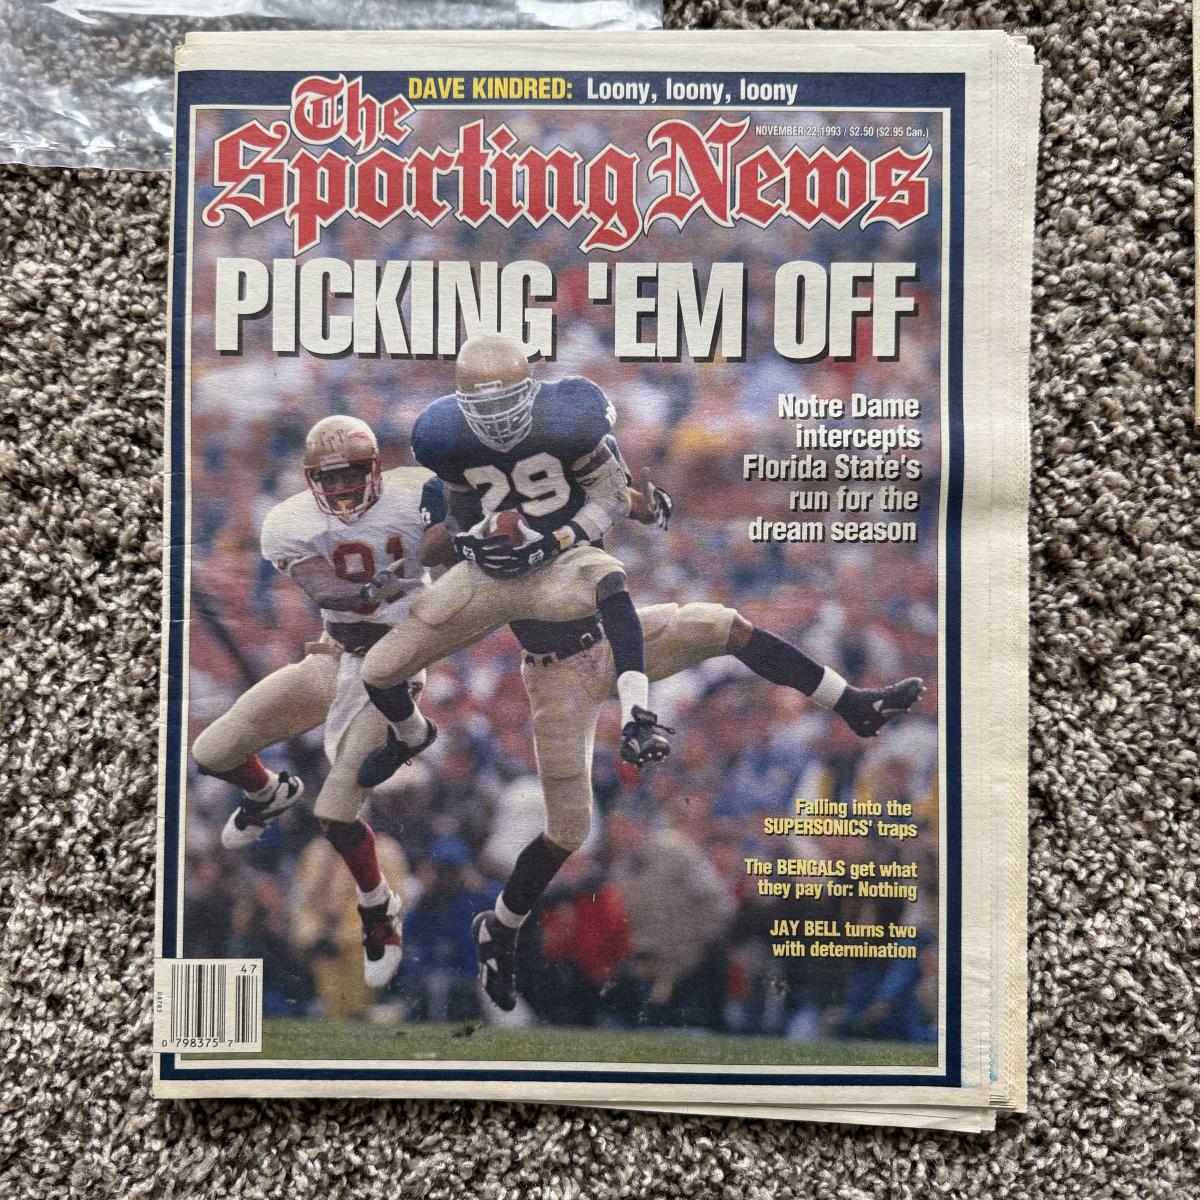 DAVE KINDRED: Loony, loony, loony
The
Sporting News
NOVEMBER 22, 1993 / $2.50 ($2.95 Can.)
PICKING 'EM OFF
Notre Dame
intercepts
Florida State's
run for the
dream season
29
91
Falling into the
SUPERSONICS' traps
The BENGALS get what
they pay for: Nothing
JAY BELL turns two
with determination
47
08783
0 798375 7